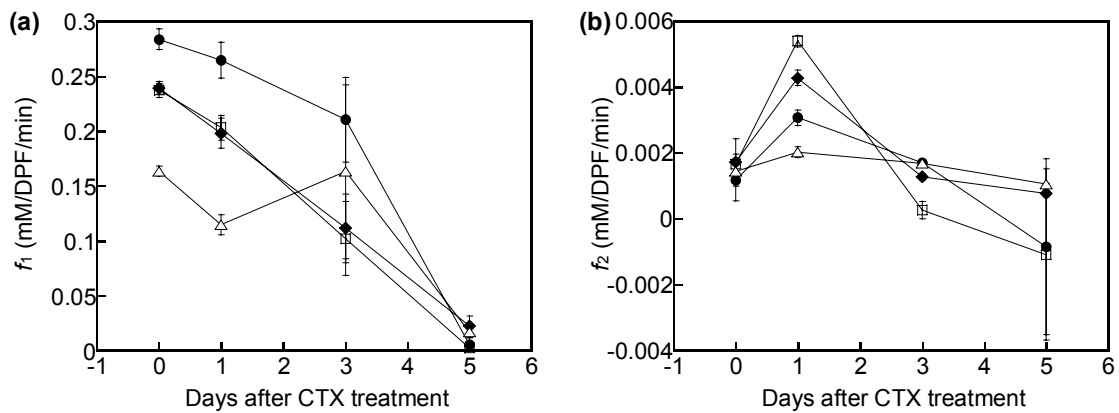 (a)
f1 (mM/DPF/min)
0.3
0.25
0.2
0.15
0.1
0.05
0
-1 0 1 2 3 4 5 6
Days after CTX treatment
(b)
f2 (mM/DPF/min)
0.006
0.004
0.002
0
-0.002
-0.004
-1 0 1 2 3 4 5 6
Days after CTX treatment